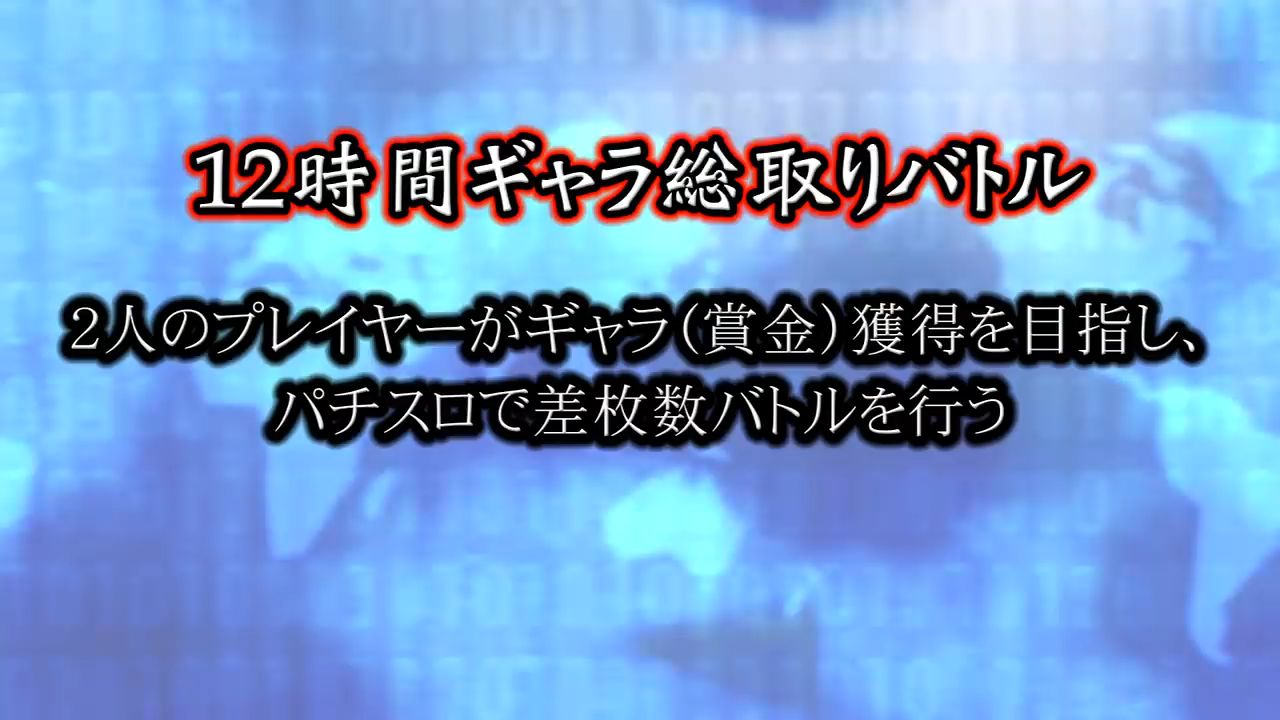 12時間ギャラ総取りバトル
2人のプレイヤーがギャラ(賞金)獲得を目指し、
パチスロで差枚数バトルを行う